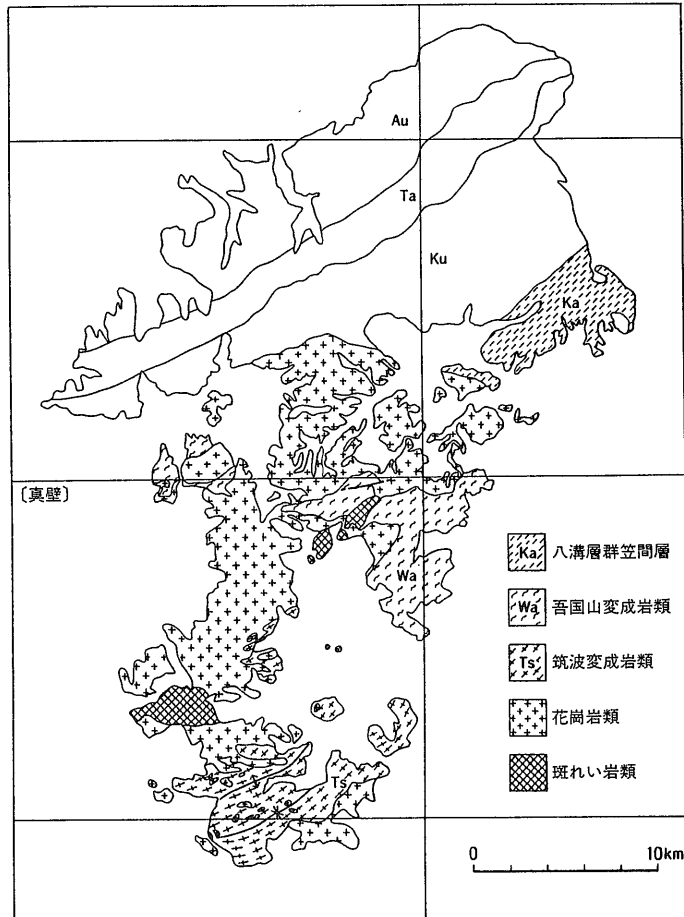 Au
Ta
Ku
Ka
〔真壁〕
Wa
Ts
Ka 八溝層群笠間層
Wa 吾国山変成岩類
Ts 筑波変成岩類
花崗岩類
斑れい岩類
0 10km